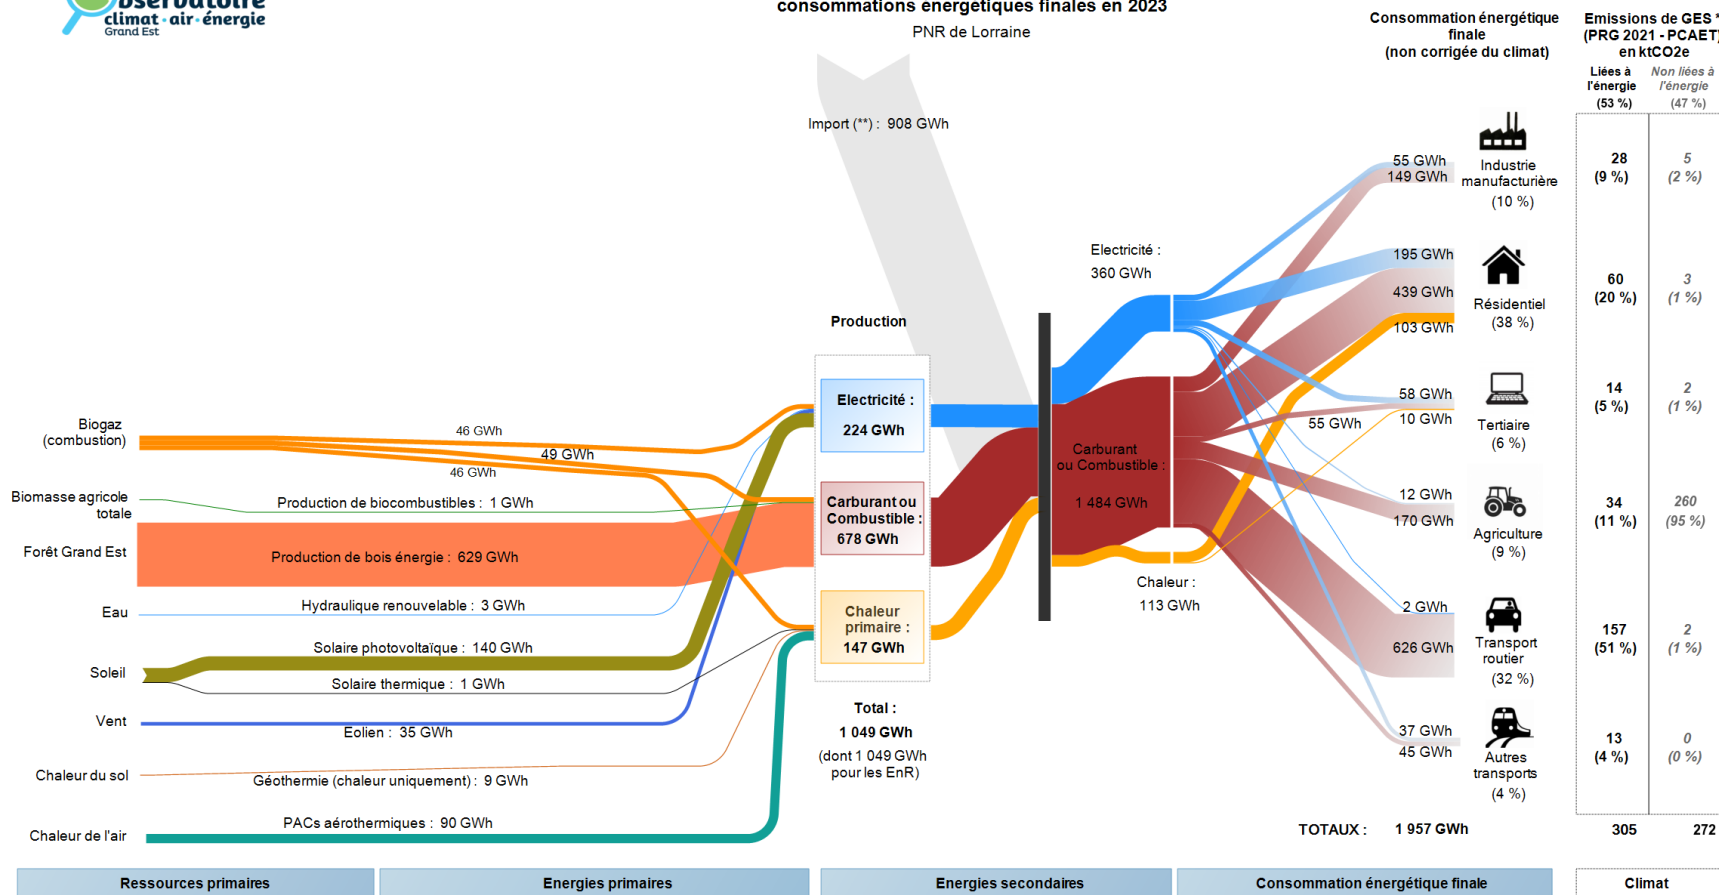 bservatoire
climat · air · énergie
Grand Est
consommations énergétiques finales en 2023
PNR de Lorraine
Consommation énergétique
finale
(non corrigée du climat)
Emissions de GES *
(PRG 2021 - PCAET)
en ktCO2e
Liées à
l'énergie
(53 %)
Non liées à
l'énergie
(47 %)
Import (**) : 908 GWh
55 GWh
149 GWh
Industrie
manufacturière
(10 %)
28
(9 %)
5
(2 %)
Electricité :
360 GWh
195 GWh
439 GWh
103 GWh
Résidentiel
(38 %)
60
(20 %)
3
(1 %)
Production
Electricité :
224 GWh
58 GWh
55 GWh
10 GWh
Tertiaire
(6 %)
14
(5 %)
2
(1 %)
Biogaz
(combustion)
46 GWh
49 GWh
46 GWh
Carburant
ou Combustible :
1 484 GWh
Biomasse agricole
totale
Production de biocombustibles : 1 GWh
Carburant ou
Combustible :
678 GWh
12 GWh
170 GWh
Agriculture
(9 %)
34
(11 %)
260
(95 %)
Forêt Grand Est
Production de bois énergie : 629 GWh
Chaleur :
113 GWh
Eau
Hydraulique renouvelable : 3 GWh
Chaleur
primaire :
147 GWh
2 GWh
626 GWh
Transport
routier
(32 %)
157
(51 %)
2
(1 %)
Soleil
Solaire photovoltaïque : 140 GWh
Solaire thermique : 1 GWh
Vent
Eolien : 35 GWh
Total :
1 049 GWh
(dont 1 049 GWh
pour les EnR)
37 GWh
45 GWh
Autres
transports
(4 %)
13
(4 %)
0
(0 %)
Chaleur du sol
Géothermie (chaleur uniquement) : 9 GWh
Chaleur de l'air
PACs aérothermiques : 90 GWh
TOTAUX : 1 957 GWh
305
272
Ressources primaires
Energies primaires
Energies secondaires
Consommation énergétique finale
Climat